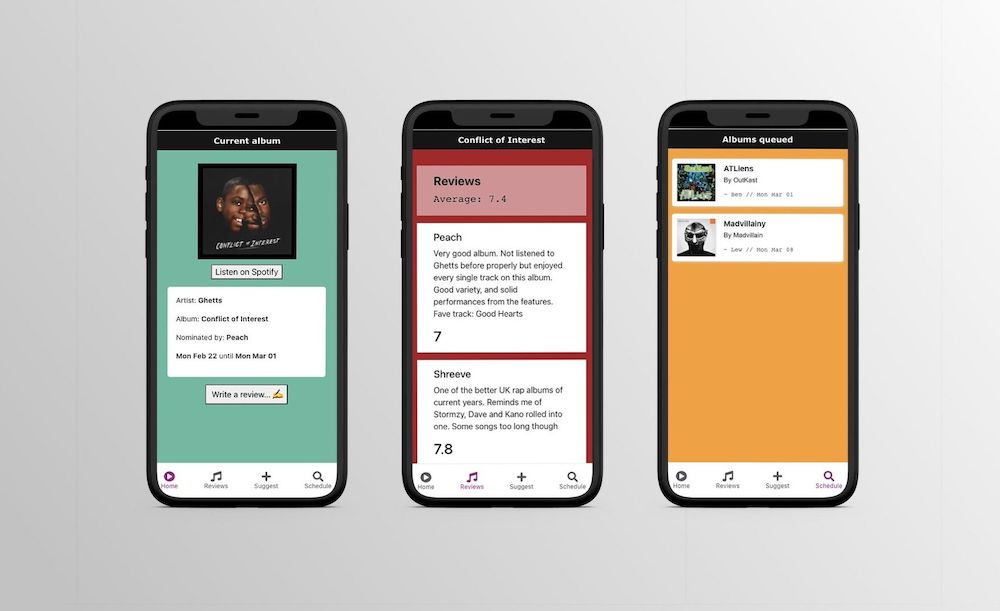 Current album
CONFLICT OF INTEREST
Listen on Spotify
Artist: Ghetts
Album: Conflict of Interest
Nominated by: Peach
Mon Feb 22 until Mon Mar 01
Write a review... ✍️
Home
Reviews
Suggest
Schedule
Conflict of Interest
Reviews
Average: 7.4
Peach
Very good album. Not listened to
Ghetts before properly but enjoyed
every single track on this album.
Good variety, and solid
performances from the features.
Fave track: Good Hearts
7
Shreeve
One of the better UK rap albums of
current years. Reminds me of
Stormzy, Dave and Kano rolled into
one. Some songs too long though
7.8
Home
Reviews
Suggest
Schedule
Albums queued
ATLiens
By OutKast
~ Ben // Mon Mar 01
Madvillainy
By Madvillain
~ Lew // Mon Mar 08
Home
Reviews
Suggest
Schedule